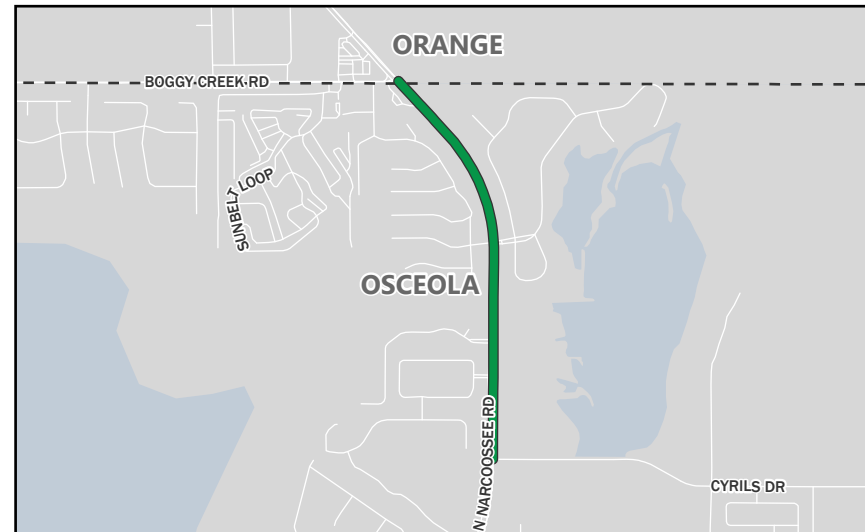 ORANGE
BOGGY CREEK RD
SUNBELT LOOP
OSCEOLA
N NARCOOSSEE RD
CYRILS DR